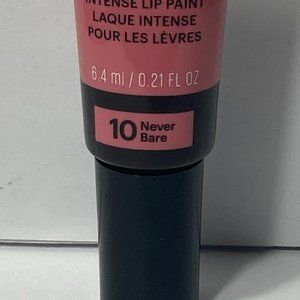 INTENSE LIP PAINT
LAQUE INTENSE
POUR LES LÈVRES
6.4 ml / 0.21 FL OZ
10 Never
Bare